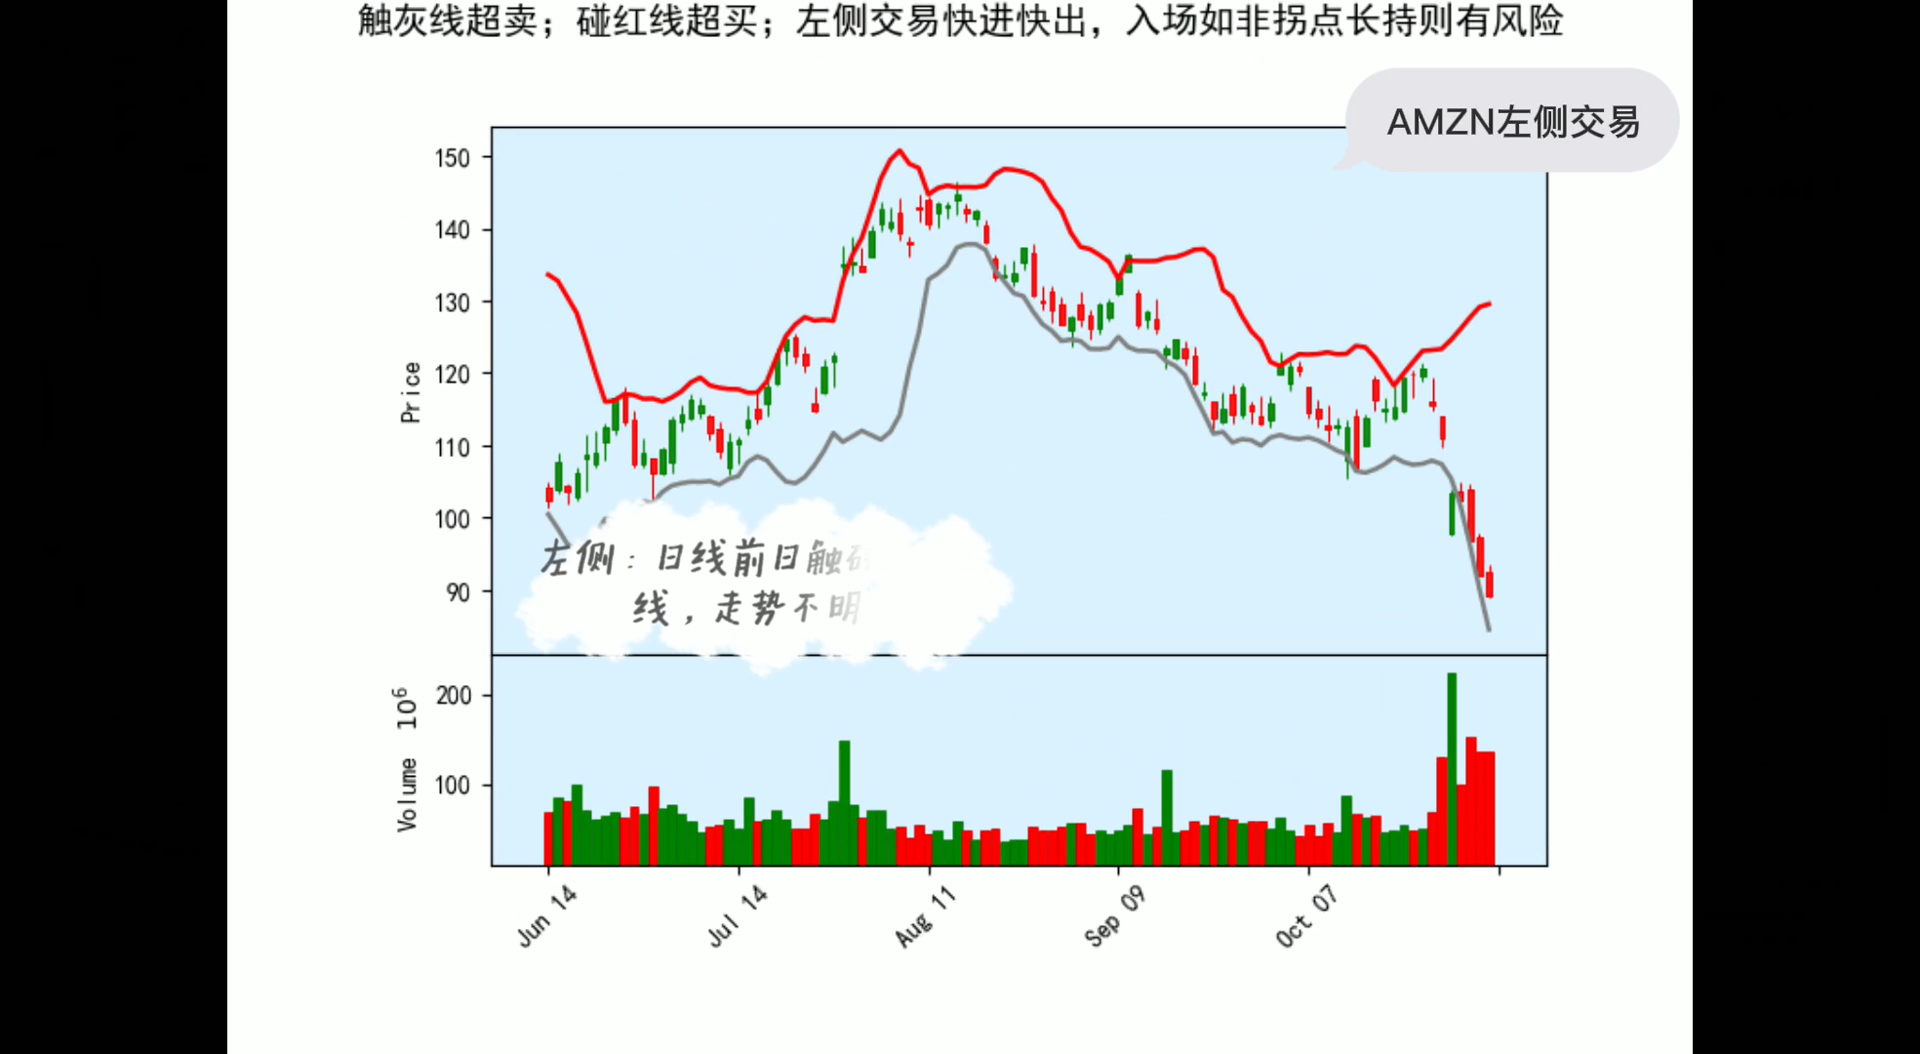 触灰线超卖；碰红线超买；左侧交易快进快出，入场如非拐点长持则有风险
AMZN左侧交易
150
140
130
120
110
100
90
Price
左侧：日线前日触
线，走势不明
200
100
Volume 10^6
Jun 14
Jul 14
Aug 11
Sep 09
Oct 07